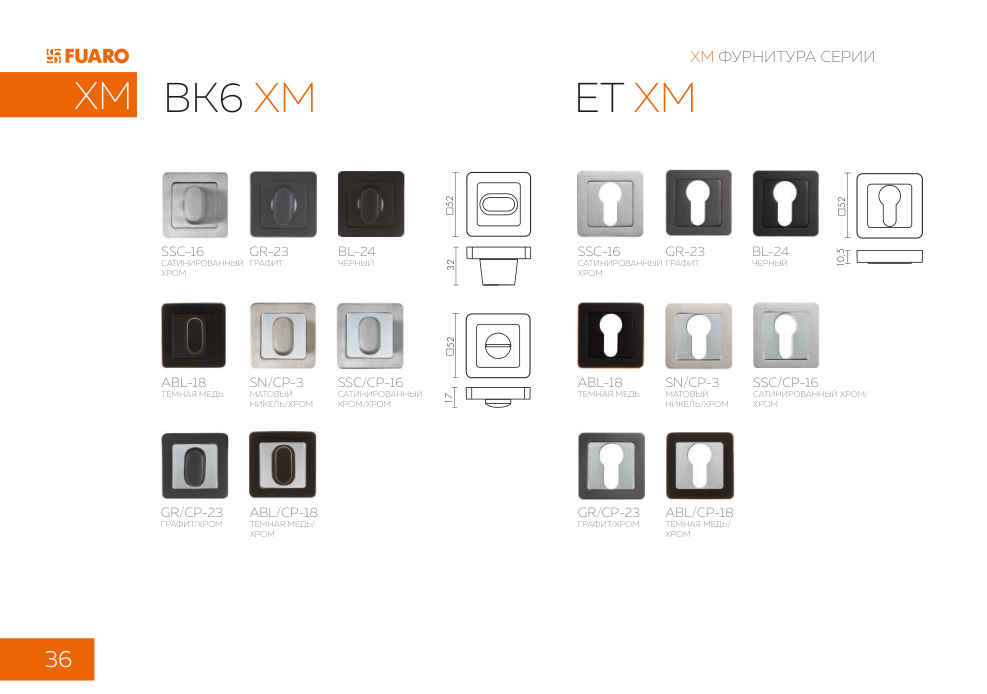 FUARO
XM ФУРНИТУРА СЕРИИ
XM
BK6 XM
ET XM
SSC-16
САТИНИРОВАННЫЙ
ХРОМ
GR-23
ГРАФИТ
BL-24
ЧЕРНЫЙ
□52
32
ABL-18
ТЕМНАЯ МЕДЬ
SN/CP-3
МАТОВЫЙ
НИКЕЛЬ/ХРОМ
SSC/CP-16
САТИНИРОВАННЫЙ
ХРОМ/ХРОМ
□52
17
GR/CP-23
ГРАФИТ/ХРОМ
ABL/CP-18
ТЕМНАЯ МЕДЬ/
ХРОМ
SSC-16
САТИНИРОВАННЫЙ
ХРОМ
GR-23
ГРАФИТ
BL-24
ЧЁРНЫЙ
□52
10,5
ABL-18
ТЕМНАЯ МЕДЬ
SN/CP-3
МАТОВЫЙ
НИКЕЛЬ/ХРОМ
SSC/CP-16
САТИНИРОВАННЫЙ ХРОМ/
ХРОМ
GR/CP-23
ГРАФИТ/ХРОМ
ABL/CP-18
ТЕМНАЯ МЕДЬ/
ХРОМ
36